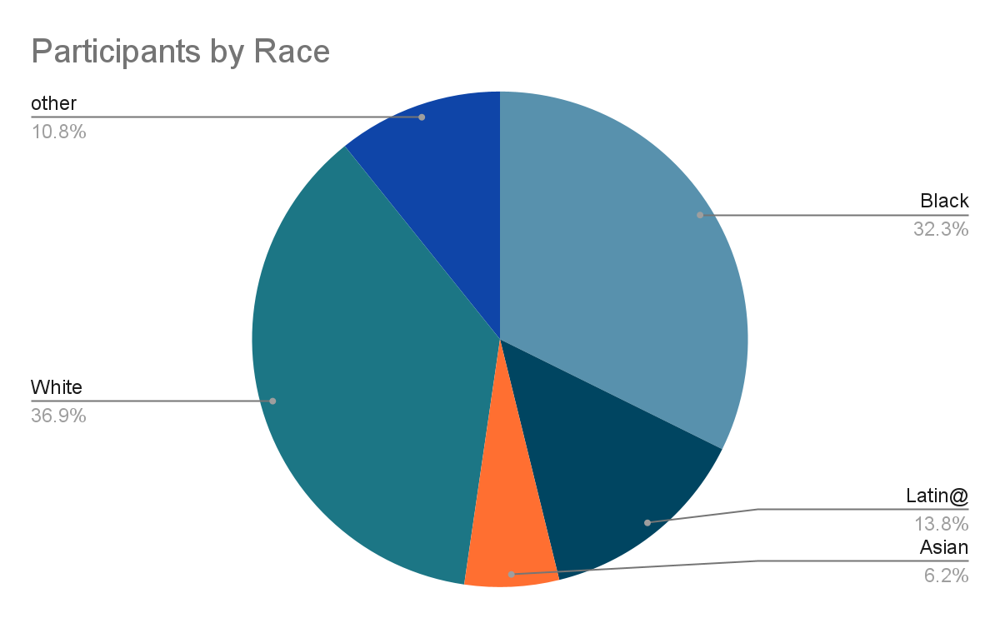 Participants by Race
other
10.8%
Black
32.3%
White
36.9%
Latin@
13.8%
Asian
6.2%